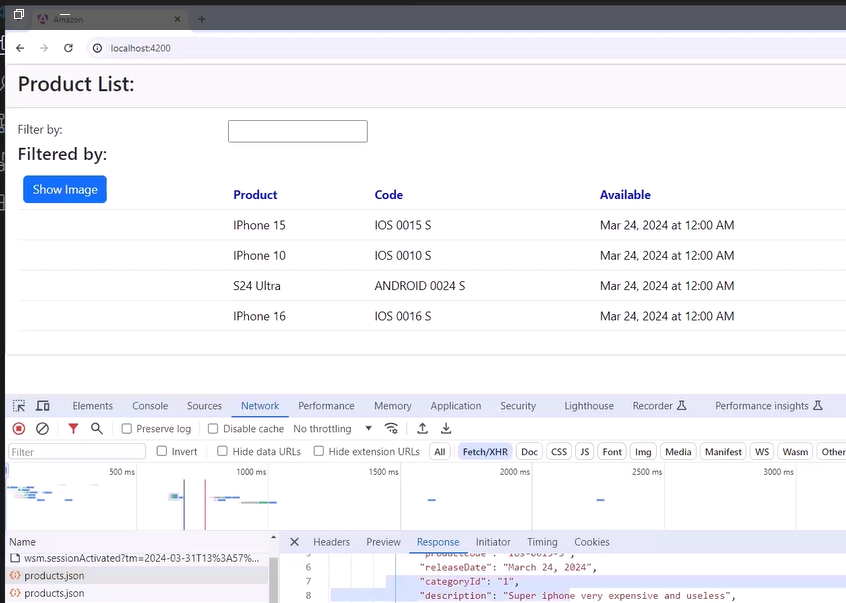 Amazon
localhost:4200
Product List:
Filter by:
Filtered by:
Show Image Product Code Available
IPhone 15 IOS 0015 S Mar 24, 2024 at 12:00 AM
IPhone 10 IOS 0010 S Mar 24, 2024 at 12:00 AM
S24 Ultra ANDROID 0024 S Mar 24, 2024 at 12:00 AM
IPhone 16 IOS 0016 S Mar 24, 2024 at 12:00 AM
Elements Console Sources Network Performance Memory Application Security Lighthouse Recorder Performance insights
Preserve log Disable cache No throttling
Filter Invert Hide data URLs Hide extension URLs All Fetch/XHR Doc CSS JS Font Img Media Manifest WS Wasm Other
500 ms 1000 ms 1500 ms 2000 ms 2500 ms 3000 ms
Name Headers Preview Response Initiator Timing Cookies
wsm.sessionActivated?tm=2024-03-31T13%3A57%...
6 "releaseDate": "March 24, 2024",
products.json 7 "categoryId": "1",
products.json 8 "description": "Super iphone very expensive and useless",